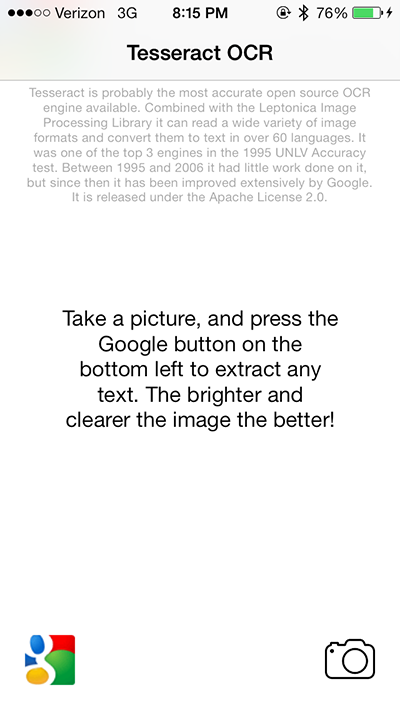 Verizon 3G 8:15 PM 76%
Tesseract OCR
Tesseract is probably the most accurate open source OCR
engine available. Combined with the Leptonica Image
Processing Library it can read a wide variety of image
formats and convert them to text in over 60 languages. It
was one of the top 3 engines in the 1995 UNLV Accuracy
test. Between 1995 and 2006 it had little work done on it,
but since then it has been improved extensively by Google.
It is released under the Apache License 2.0.
Take a picture, and press the
Google button on the
bottom left to extract any
text. The brighter and
clearer the image the better!
g